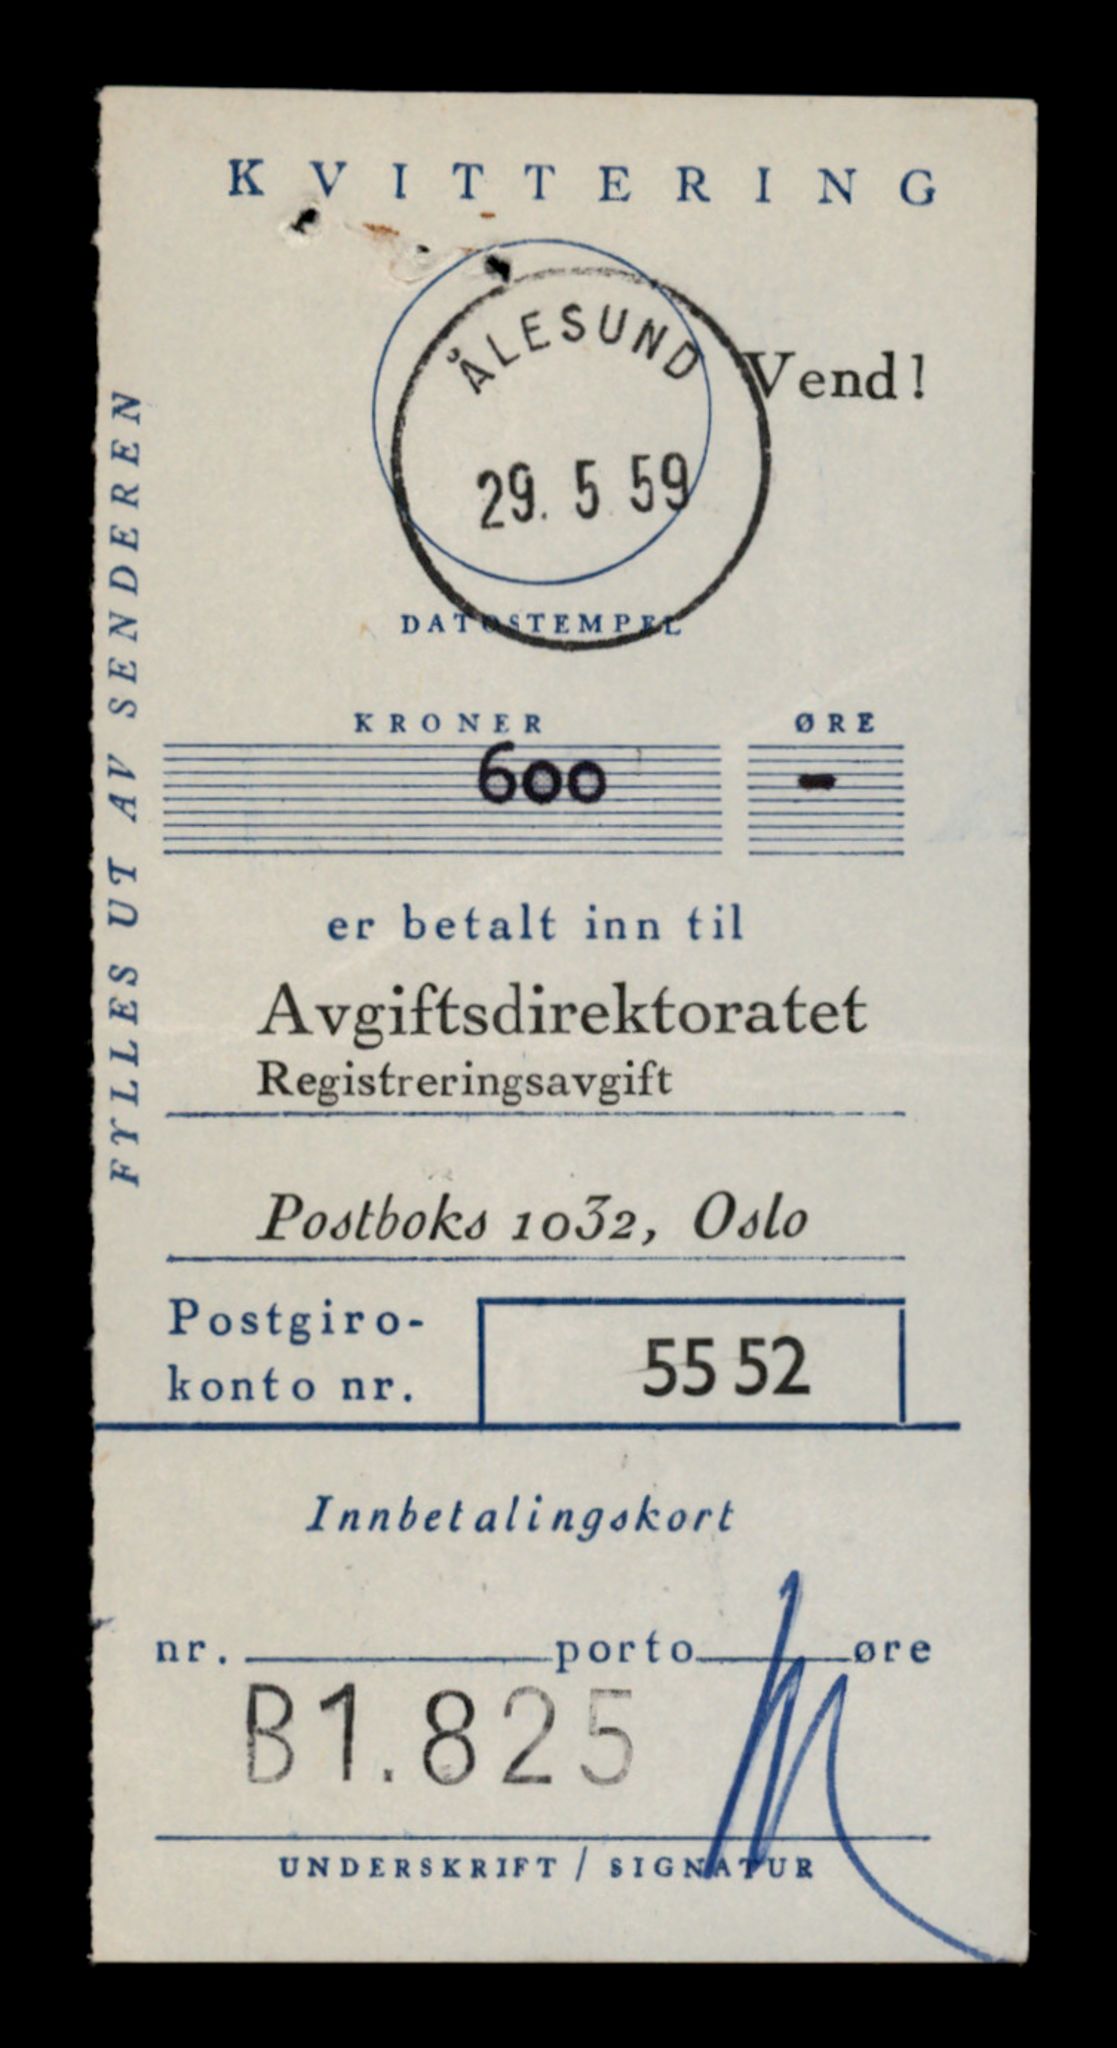 KVITTERING
ÅLESUND
Vend!
29. 5 59
DATOSTEMPEL
FYLLES UT AV SENDEREN
KRONER ØRE
600 -
er betalt inn til
Avgiftsdirektoratet
Registreringsavgift
Postboks 1032, Oslo
Postgiro-
konto nr. 55 52
Innbetalingskort
nr. porto øre
B1.825
UNDERSKRIFT / SIGNATUR